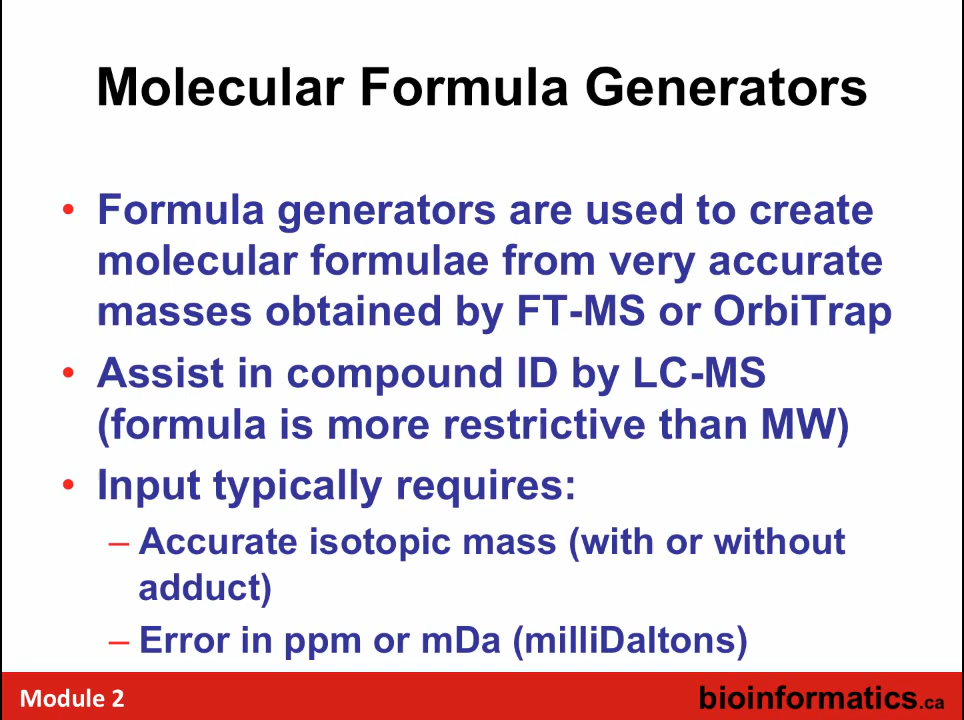 Molecular Formula Generators
• Formula generators are used to create
molecular formulae from very accurate
masses obtained by FT-MS or OrbiTrap
• Assist in compound ID by LC-MS
(formula is more restrictive than MW)
• Input typically requires:
– Accurate isotopic mass (with or without
adduct)
– Error in ppm or mDa (milliDaltons)
Module 2
bioinformatics.ca